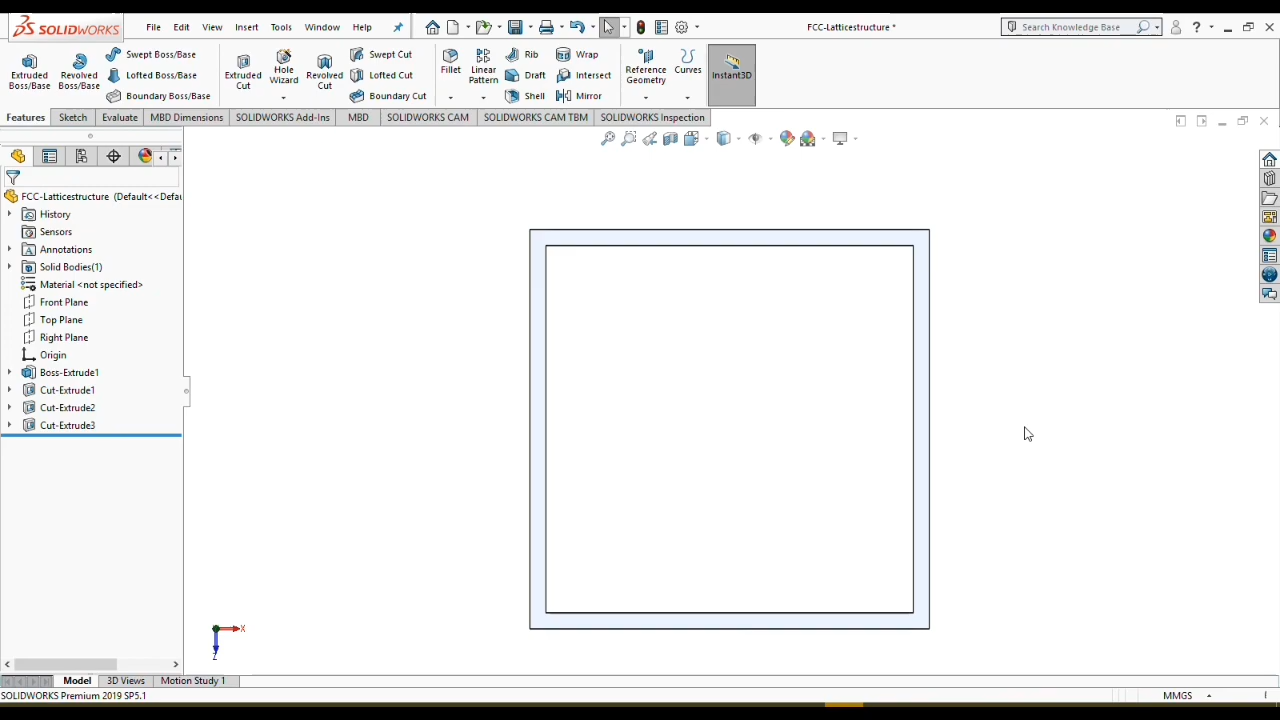 SOLIDWORKS File Edit View Insert Tools Window Help FCC-Latticestructure * Search Knowledge Base ?
Extruded Boss/Base
Revolved Boss/Base
Swept Boss/Base
Lofted Boss/Base
Boundary Boss/Base
Extruded Cut
Hole Wizard
Revolved Cut
Swept Cut
Lofted Cut
Boundary Cut
Fillet
Linear Pattern
Rib
Draft
Shell
Wrap
Intersect
Mirror
Reference Geometry
Curves
Instant3D
Features Sketch Evaluate MBD Dimensions SOLIDWORKS Add-Ins MBD SOLIDWORKS CAM SOLIDWORKS CAM TBM SOLIDWORKS Inspection
FCC-Latticestructure (Default<<Defau
History
Sensors
Annotations
Solid Bodies(1)
Material <not specified>
Front Plane
Top Plane
Right Plane
Origin
Boss-Extrude1
Cut-Extrude1
Cut-Extrude2
Cut-Extrude3
X
Z
Model 3D Views Motion Study 1
SOLIDWORKS Premium 2019 SP5.1 MMGS